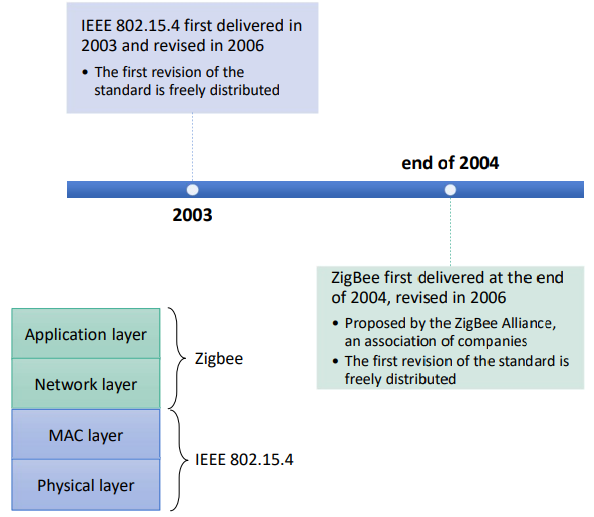 IEEE 802.15.4 first delivered in
2003 and revised in 2006
• The first revision of the
standard is freely distributed
end of 2004
2003
ZigBee first delivered at the end
of 2004, revised in 2006
• Proposed by the ZigBee Alliance,
an association of companies
• The first revision of the standard is
freely distributed
Application layer
Network layer
Zigbee
MAC layer
Physical layer
IEEE 802.15.4